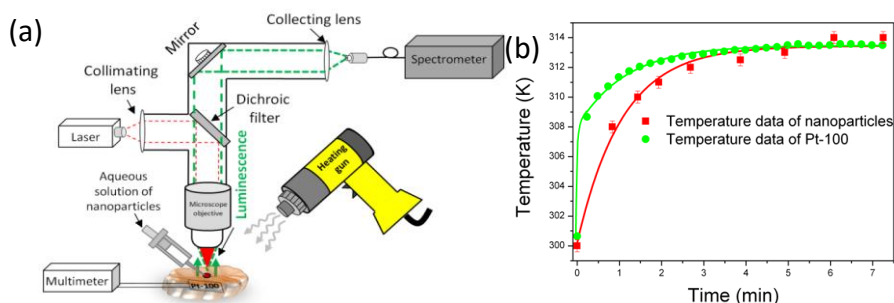 (a)
Collecting lens
Mirror
Spectrometer
Collimating
lens
Dichroic
filter
Laser
Heating gun
Luminescence
Aqueous
solution of
nanoparticles
Microscope
objective
Multimeter
Pt-100
(b)
Temperature (K)
314
312
310
308
306
304
302
300
Temperature data of nanoparticles
Temperature data of Pt-100
0 1 2 3 4 5 6 7
Time (min)